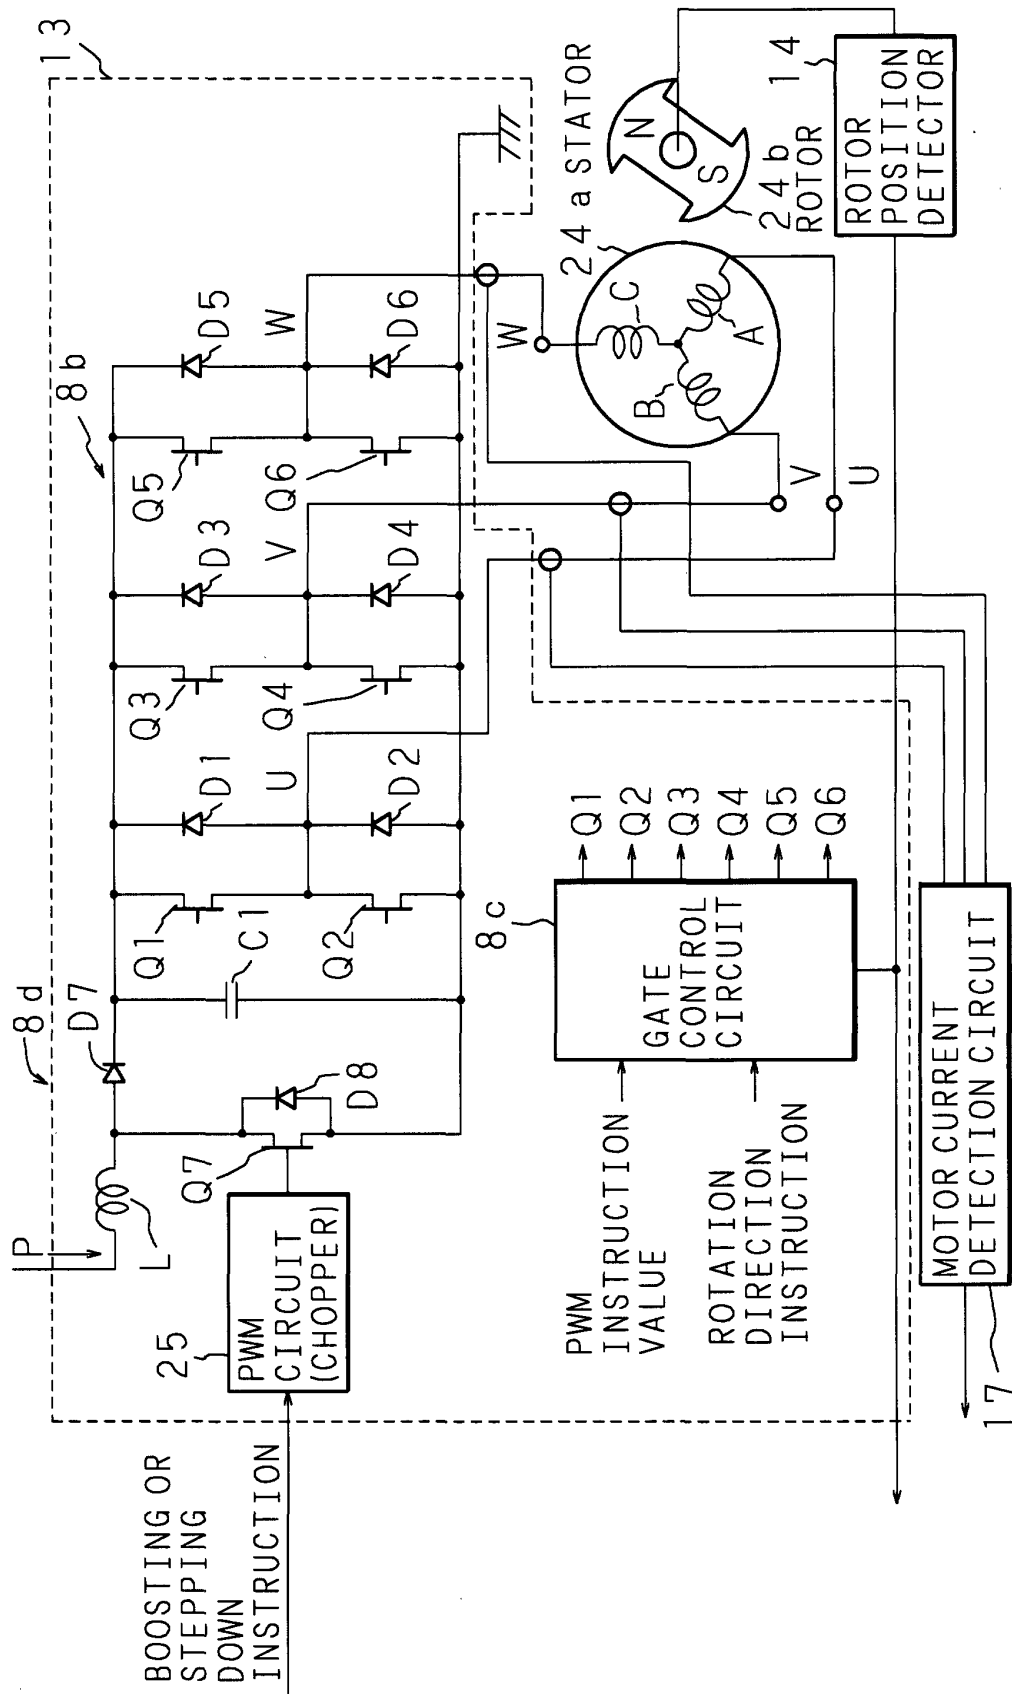 13
8d
8b
P
L
D7
Q7
D8
C1
Q1
D1
Q2
D2
U
Q3
D3
Q4
D4
V
Q5
D5
Q6
D6
W
BOOSTING OR
STEPPING
DOWN
INSTRUCTION
25
PWM
CIRCUIT
(CHOPPER)
PWM
INSTRUCTION
VALUE
ROTATION
DIRECTION
INSTRUCTION
8c
GATE
CONTROL
CIRCUIT
Q1
Q2
Q3
Q4
Q5
Q6
W
V
U
C
B
A
24a STATOR
N
S
24b
ROTOR
14
ROTOR
POSITION
DETECTOR
17
MOTOR CURRENT
DETECTION CIRCUIT